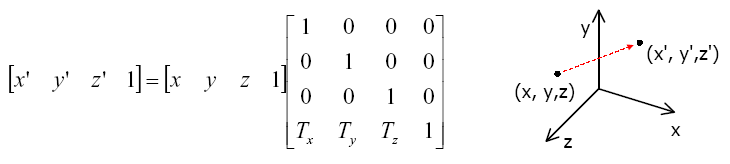 [x' y' z' 1] = [x y z 1]
1 0 0 0
0 1 0 0
0 0 1 0
Tx Ty Tz 1
y
(x', y',z')
(x, y,z)
x
z